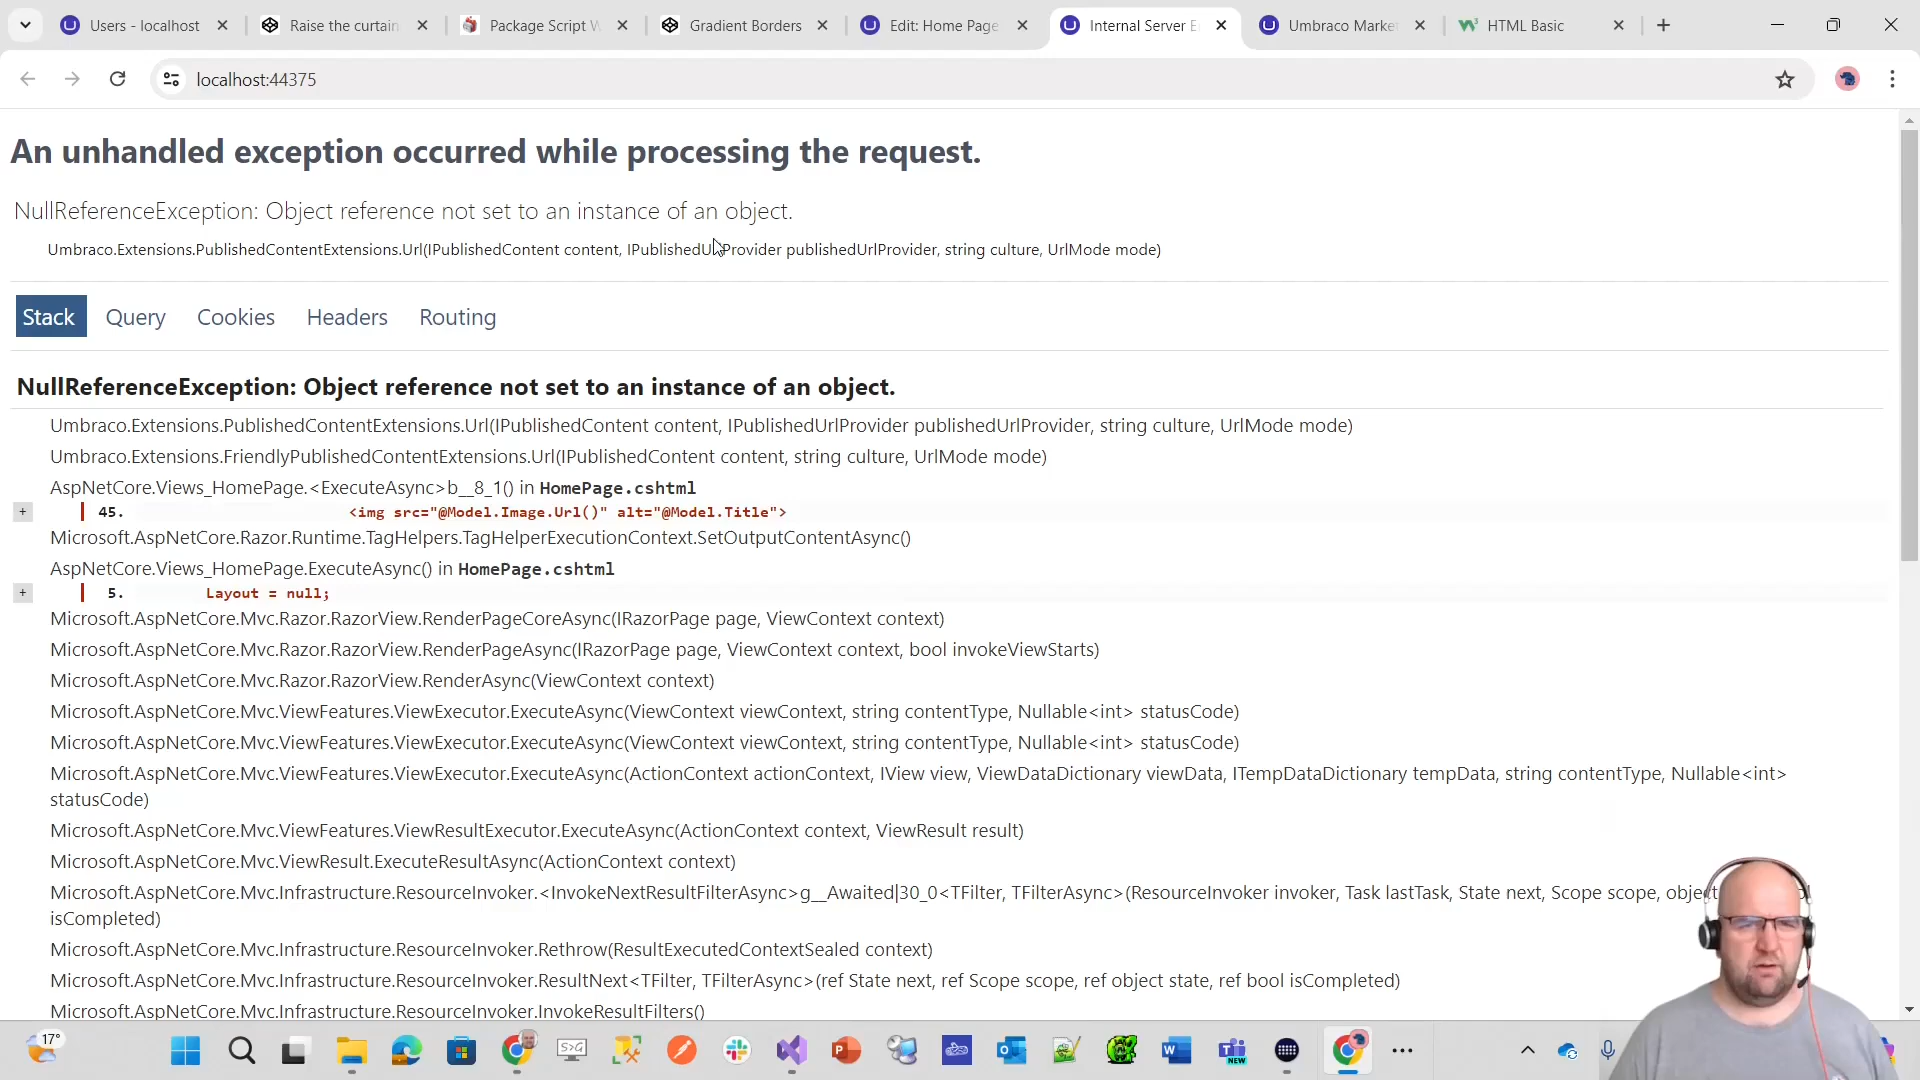 Users - localhost
Raise the curtain
Package Script W
Gradient Borders
Edit: Home Page
Internal Server E
Umbraco Market
HTML Basic
localhost:44375
An unhandled exception occurred while processing the request.
NullReferenceException: Object reference not set to an instance of an object.
Umbraco.Extensions.PublishedContentExtensions.Url(IPublishedContent content, IPublishedUrlProvider publishedUrlProvider, string culture, UrlMode mode)
Stack Query Cookies Headers Routing
NullReferenceException: Object reference not set to an instance of an object.
Umbraco.Extensions.PublishedContentExtensions.Url(IPublishedContent content, IPublishedUrlProvider publishedUrlProvider, string culture, UrlMode mode)
Umbraco.Extensions.FriendlyPublishedContentExtensions.Url(IPublishedContent content, string culture, UrlMode mode)
AspNetCore.Views_HomePage.<ExecuteAsync>b__8_1() in HomePage.cshtml
+ 45. <img src="@Model.Image.Url()" alt="@Model.Title">
Microsoft.AspNetCore.Razor.Runtime.TagHelpers.TagHelperExecutionContext.SetOutputContentAsync()
AspNetCore.Views_HomePage.ExecuteAsync() in HomePage.cshtml
+ 5. Layout = null;
Microsoft.AspNetCore.Mvc.Razor.RazorView.RenderPageCoreAsync(IRazorPage page, ViewContext context)
Microsoft.AspNetCore.Mvc.Razor.RazorView.RenderPageAsync(IRazorPage page, ViewContext context, bool invokeViewStarts)
Microsoft.AspNetCore.Mvc.Razor.RazorView.RenderAsync(ViewContext context)
Microsoft.AspNetCore.Mvc.ViewFeatures.ViewExecutor.ExecuteAsync(ViewContext viewContext, string contentType, Nullable<int> statusCode)
Microsoft.AspNetCore.Mvc.ViewFeatures.ViewExecutor.ExecuteAsync(ViewContext viewContext, string contentType, Nullable<int> statusCode)
Microsoft.AspNetCore.Mvc.ViewFeatures.ViewExecutor.ExecuteAsync(ActionContext actionContext, IView view, ViewDataDictionary viewData, ITempDataDictionary tempData, string contentType, Nullable<int>
statusCode)
Microsoft.AspNetCore.Mvc.ViewFeatures.ViewResultExecutor.ExecuteAsync(ActionContext context, ViewResult result)
Microsoft.AspNetCore.Mvc.ViewResult.ExecuteResultAsync(ActionContext context)
Microsoft.AspNetCore.Mvc.Infrastructure.ResourceInvoker.<InvokeNextResultFilterAsync>g__Awaited|30_0<TFilter, TFilterAsync>(ResourceInvoker invoker, Task lastTask, State next, Scope scope, object
isCompleted)
Microsoft.AspNetCore.Mvc.Infrastructure.ResourceInvoker.Rethrow(ResultExecutedContextSealed context)
Microsoft.AspNetCore.Mvc.Infrastructure.ResourceInvoker.ResultNext<TFilter, TFilterAsync>(ref State next, ref Scope scope, ref object state, ref bool isCompleted)
Microsoft.AspNetCore.Mvc.Infrastructure.ResourceInvoker.InvokeResultFilters()
17°
S>G
NEW